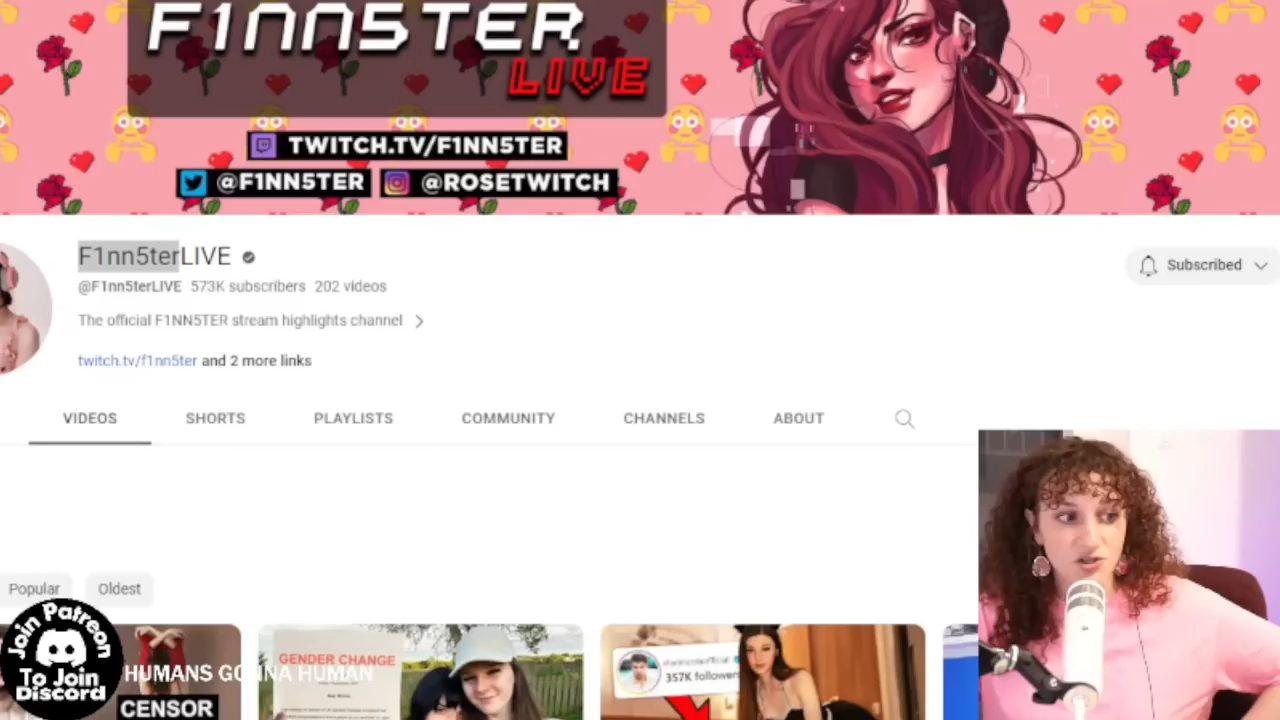 F1NN5TER
LIVE
TWITCH.TV/F1NN5TER
@F1NN5TER @ROSETWITCH
F1nn5terLIVE
@F1nn5terLIVE 573K subscribers 202 videos
Subscribed
The official F1NN5TER stream highlights channel
twitch.tv/f1nn5ter and 2 more links
VIDEOS SHORTS PLAYLISTS COMMUNITY CHANNELS ABOUT
Popular Oldest
Join Patreon
To Join
Discord
HUMANS GONNA HUMAN
CENSOR
GENDER CHANGE
357K followers